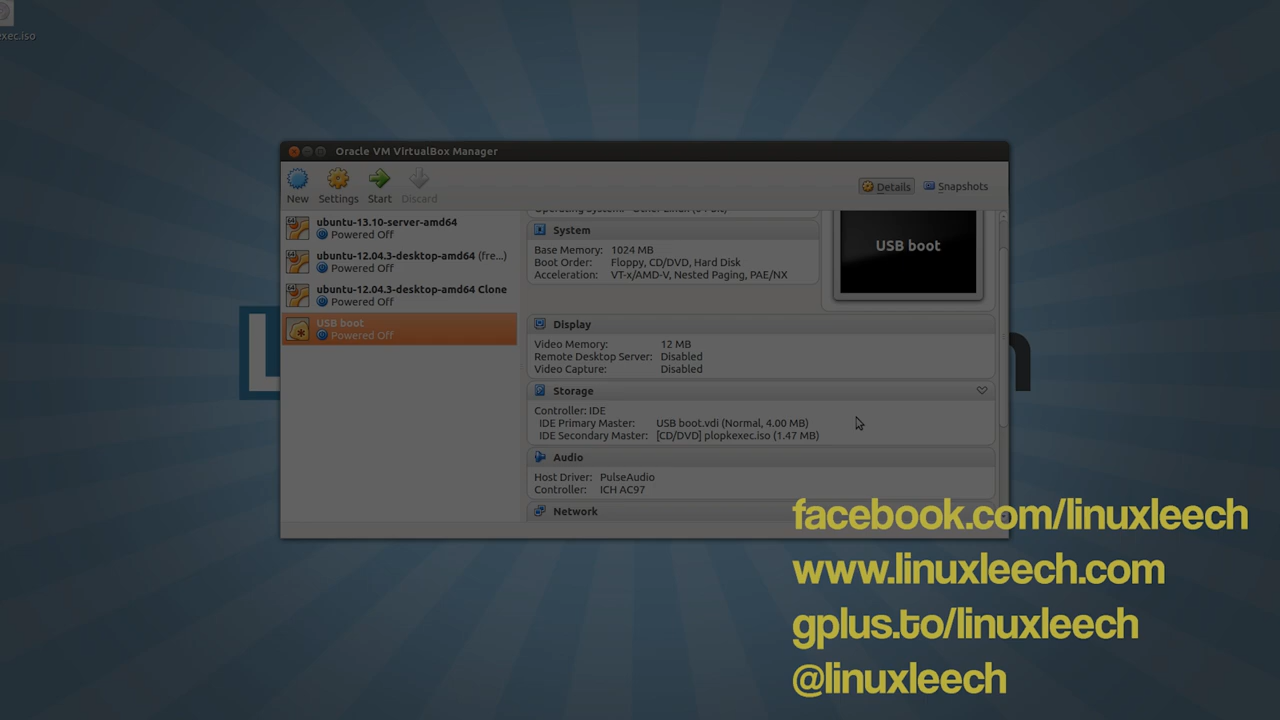 exec.iso
Oracle VM VirtualBox Manager
New Settings Start Discard
Details Snapshots
ubuntu-13.10-server-amd64
Powered Off
ubuntu-12.04.3-desktop-amd64 (fre...)
Powered Off
ubuntu-12.04.3-desktop-amd64 Clone
Powered Off
USB boot
Powered Off
System
Base Memory: 1024 MB
Boot Order: Floppy, CD/DVD, Hard Disk
Acceleration: VT-x/AMD-V, Nested Paging, PAE/NX
USB boot
Display
Video Memory: 12 MB
Remote Desktop Server: Disabled
Video Capture: Disabled
Storage
Controller: IDE
IDE Primary Master: USB boot.vdi (Normal, 4.00 MB)
IDE Secondary Master: [CD/DVD] plopkexec.iso (1.47 MB)
Audio
Host Driver: PulseAudio
Controller: ICH AC97
Network
facebook.com/linuxleech
www.linuxleech.com
gplus.to/linuxleech
@linuxleech